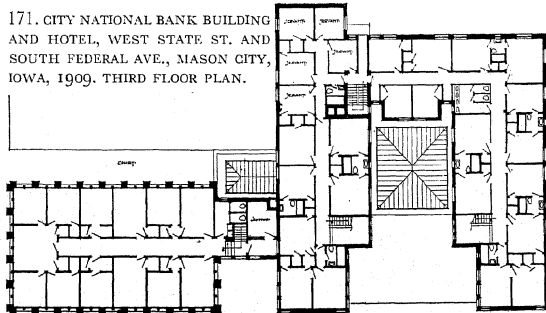 171. CITY NATIONAL BANK BUILDING
AND HOTEL, WEST STATE ST. AND
SOUTH FEDERAL AVE., MASON CITY,
IOWA, 1909. THIRD FLOOR PLAN.